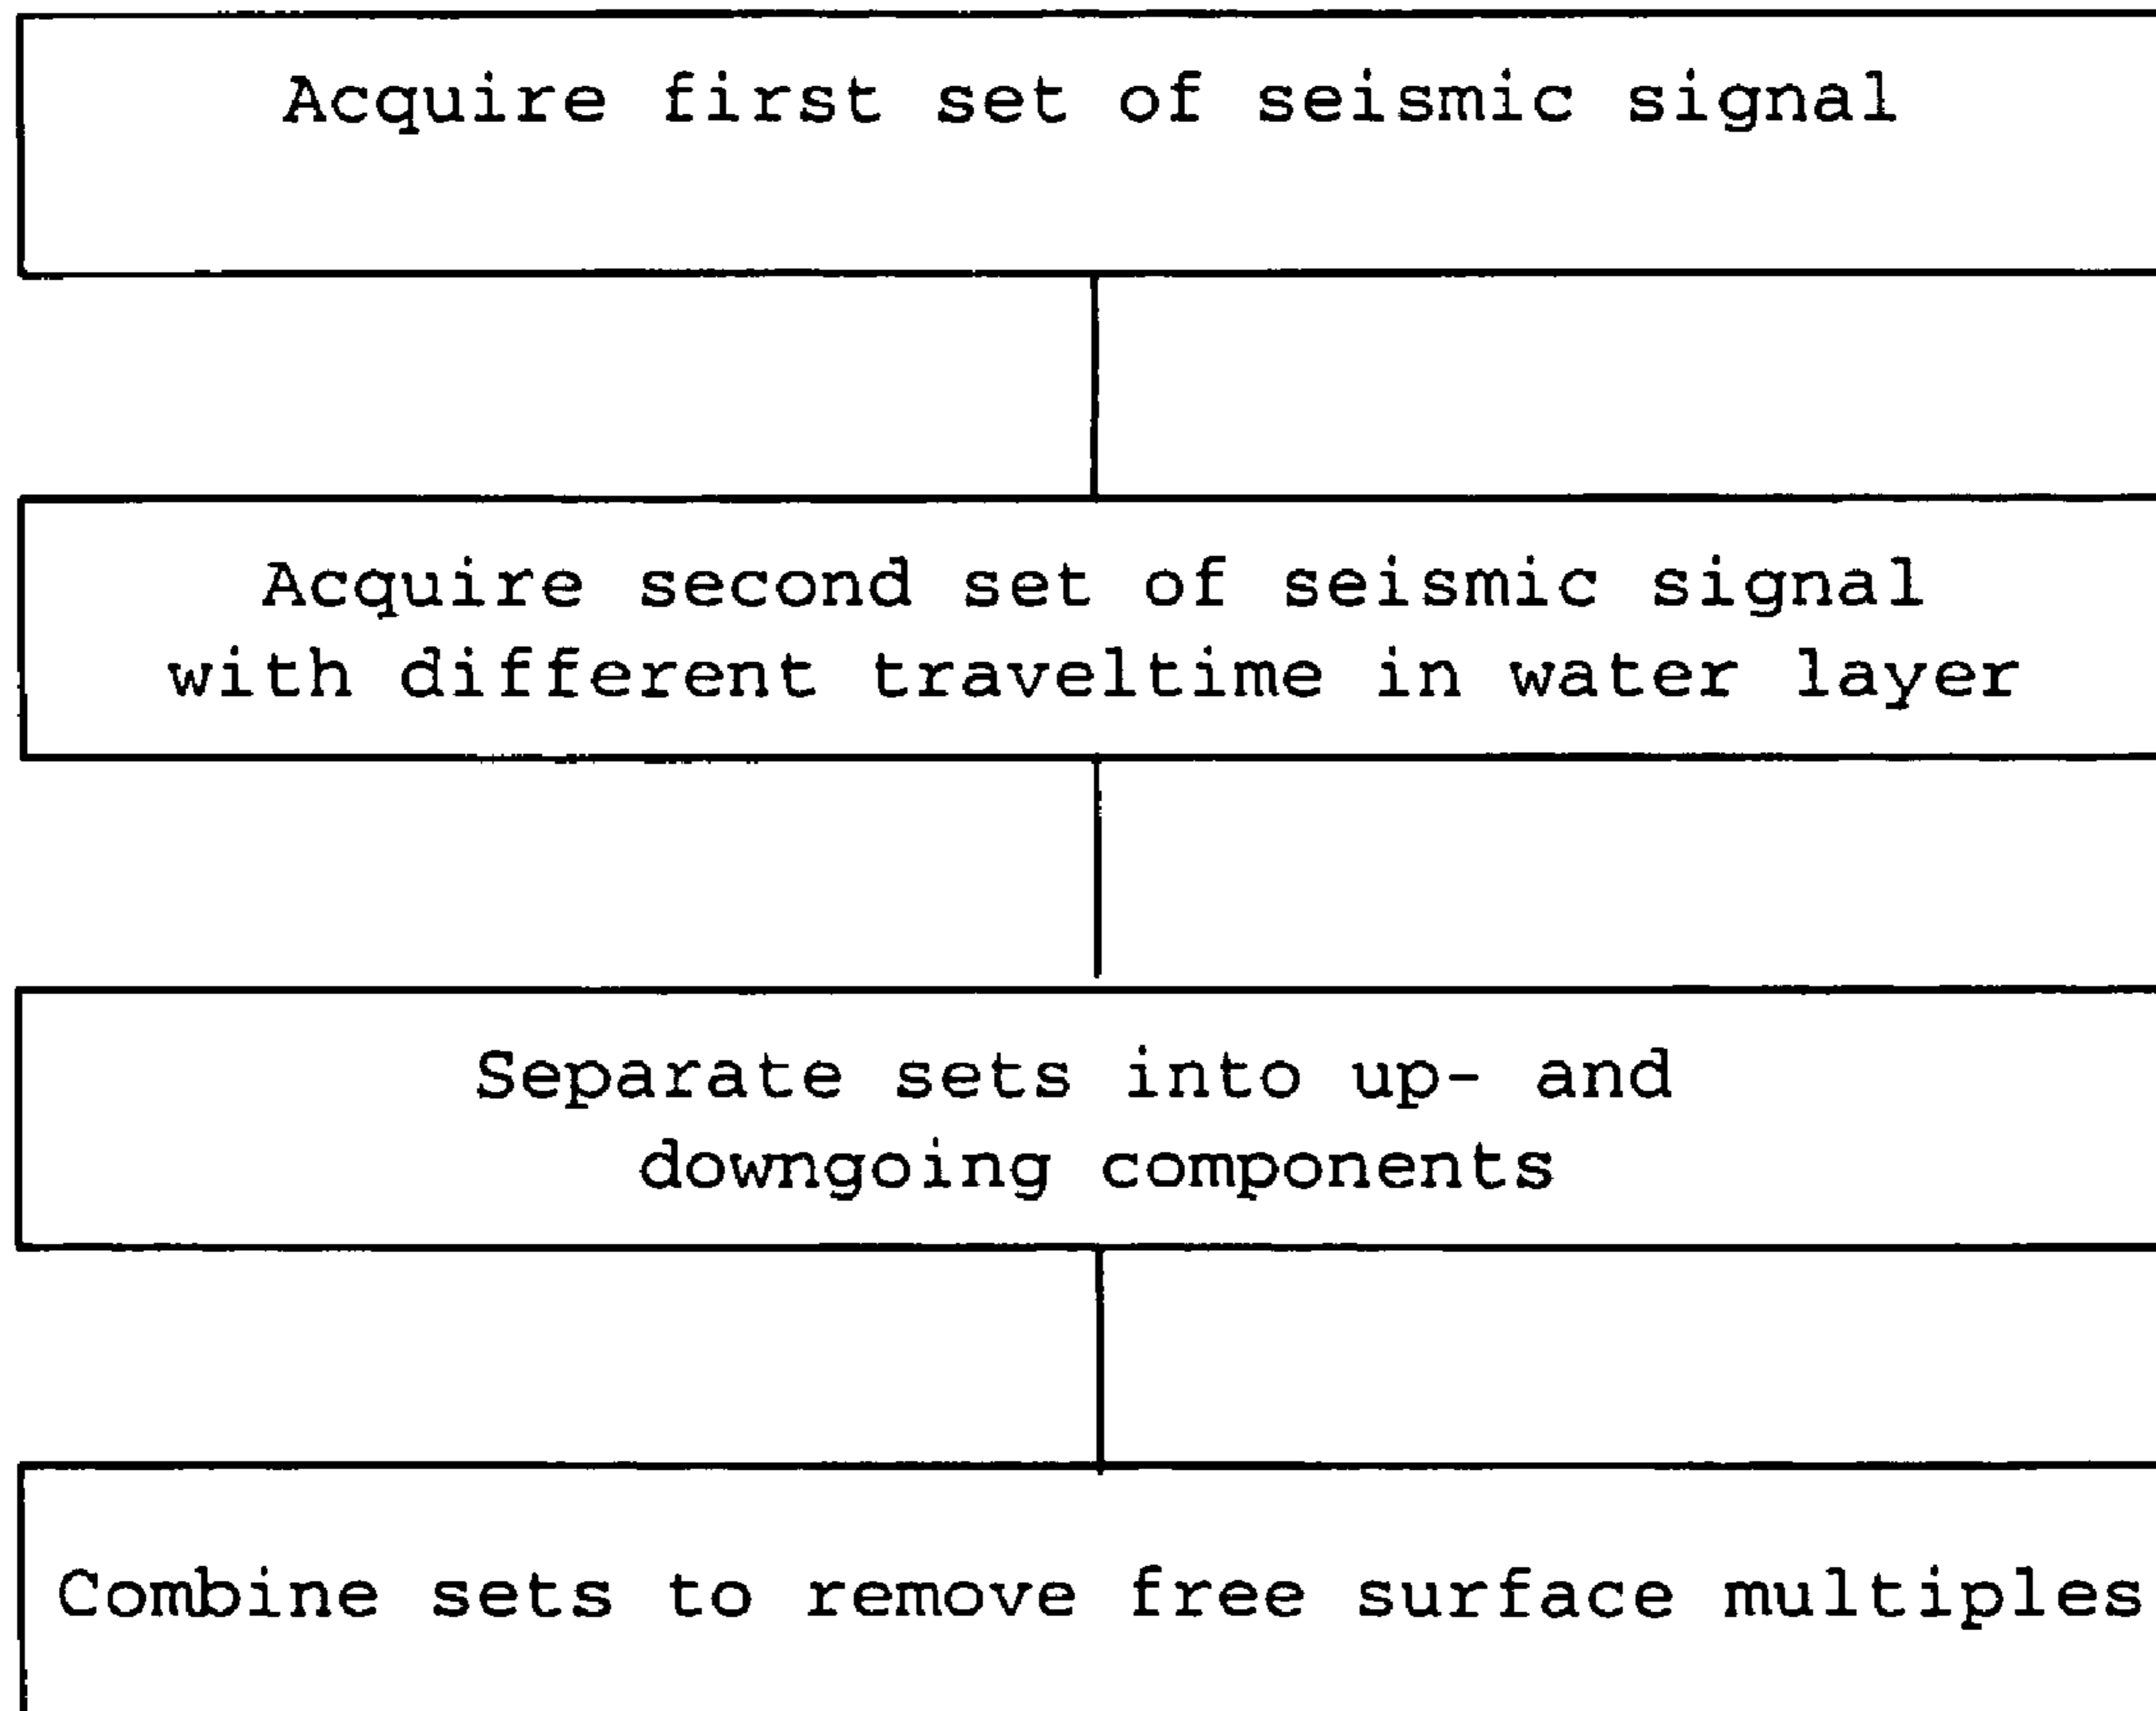 Acquire first set of seismic signal
Acquire second set of seismic signal
with different traveltime in water layer
Separate sets into up- and
downgoing components
Combine sets to remove free surface multiples